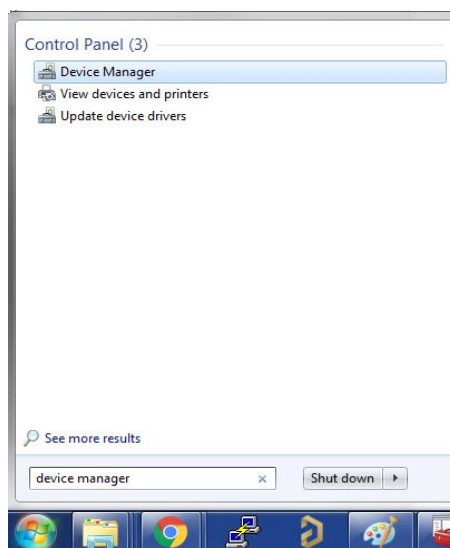 Control Panel (3)
Device Manager
View devices and printers
Update device drivers
See more results
device manager
Shut down